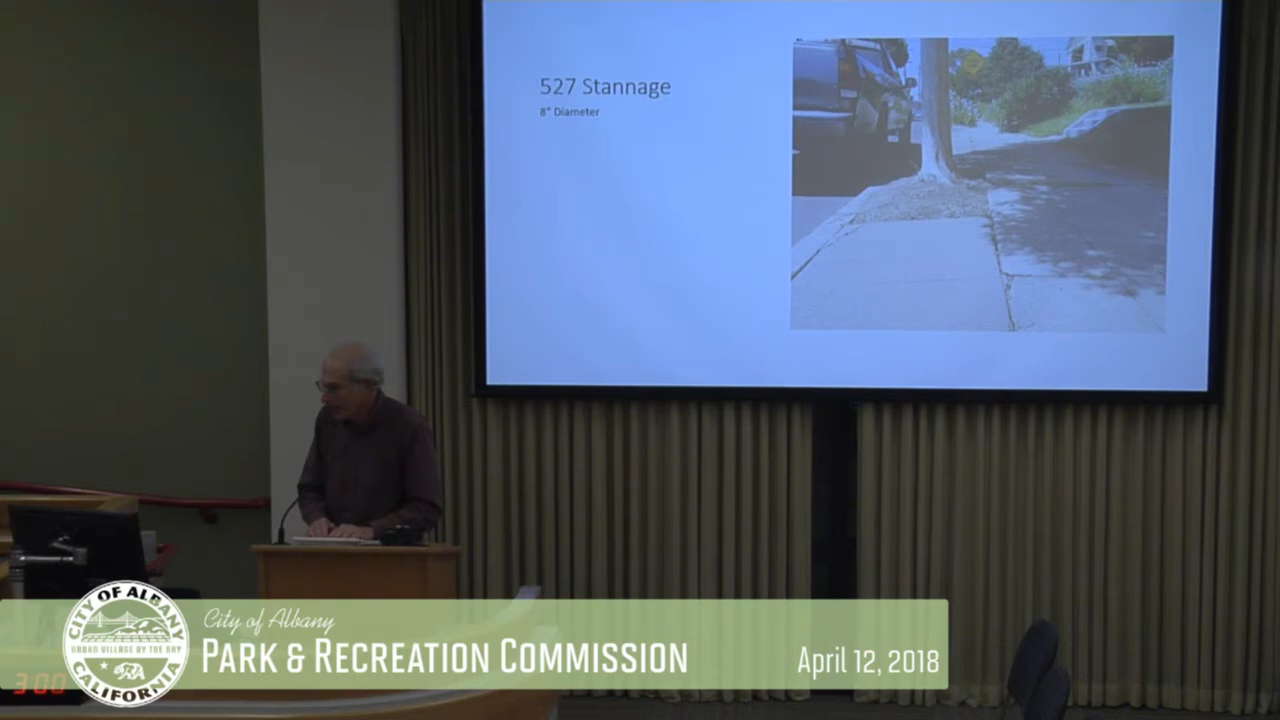 527 Stannage
8" Diameter
CITY OF ALBANY
URBAN VILLAGE BY THE BAY
CALIFORNIA
City of Albany
PARK & RECREATION COMMISSION
April 12, 2018
3:00